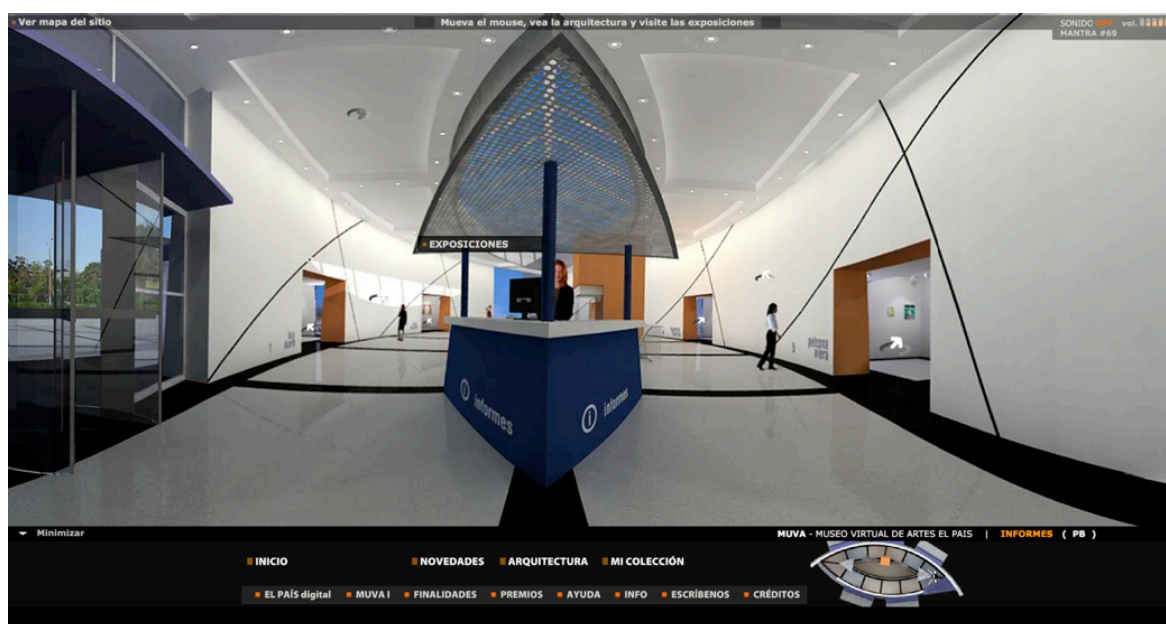 Ver mapa del sitio
Mueva el mouse, vea la arquitectura y visite las exposiciones
SONIDO OFF vol.
MANTRA #69
EXPOSICIONES
5 petrona viera
informes
informes
Minimizar
MUVA - MUSEO VIRTUAL DE ARTES EL PAIS | INFORMES ( PB )
INICIO NOVEDADES ARQUITECTURA MI COLECCIÓN
EL PAÍS digital MUVA I FINALIDADES PREMIOS AYUDA INFO ESCRÍBENOS CRÉDITOS